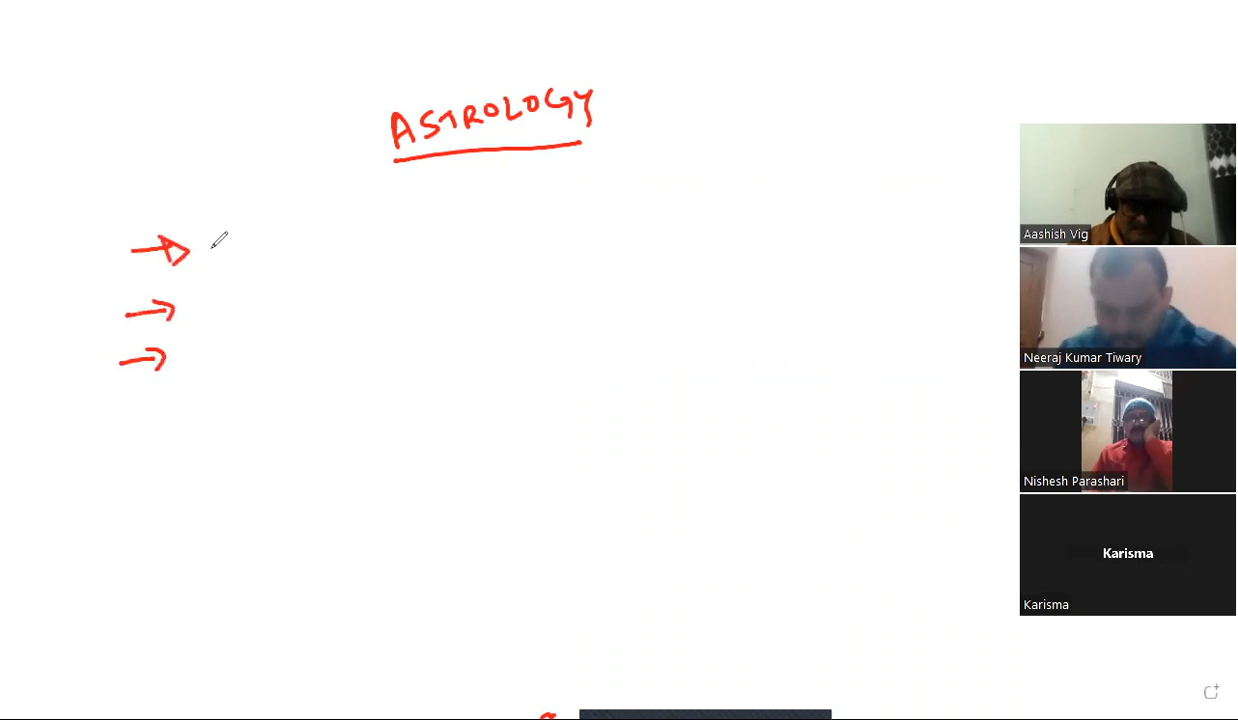 ASTROLOGY
Aashish Vig
Neeraj Kumar Tiwary
Nishesh Parashari
Karisma
Karisma